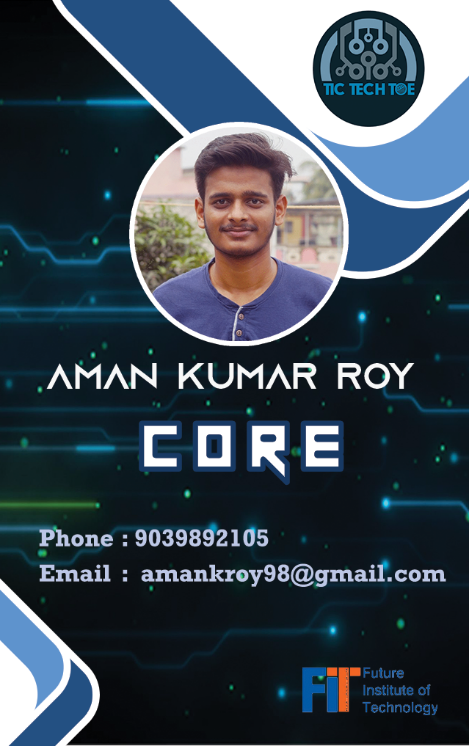 TIC TECH TOE
AMAN KUMAR ROY
CORE
Phone : 9039892105
Email : amankroy98@gmail.com
FIT Future
Institute of
Technology